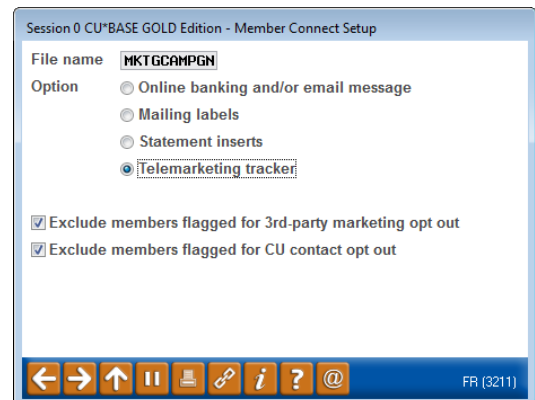 Session 0 CU*BASE GOLD Edition - Member Connect Setup
File name MKTGCAMPGN
Option Online banking and/or email message
Mailing labels
Statement inserts
Telemarketing tracker
Exclude members flagged for 3rd-party marketing opt out
Exclude members flagged for CU contact opt out
i ? @ FR (3211)